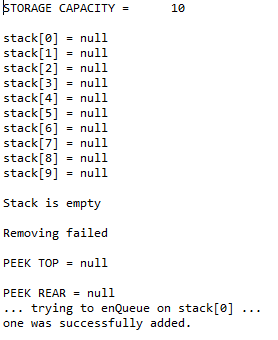 STORAGE CAPACITY =      10
stack[0] = null
stack[1] = null
stack[2] = null
stack[3] = null
stack[4] = null
stack[5] = null
stack[6] = null
stack[7] = null
stack[8] = null
stack[9] = null
Stack is empty
Removing failed
PEEK TOP = null
PEEK REAR = null
... trying to enQueue on stack[0] ...
one was successfully added.